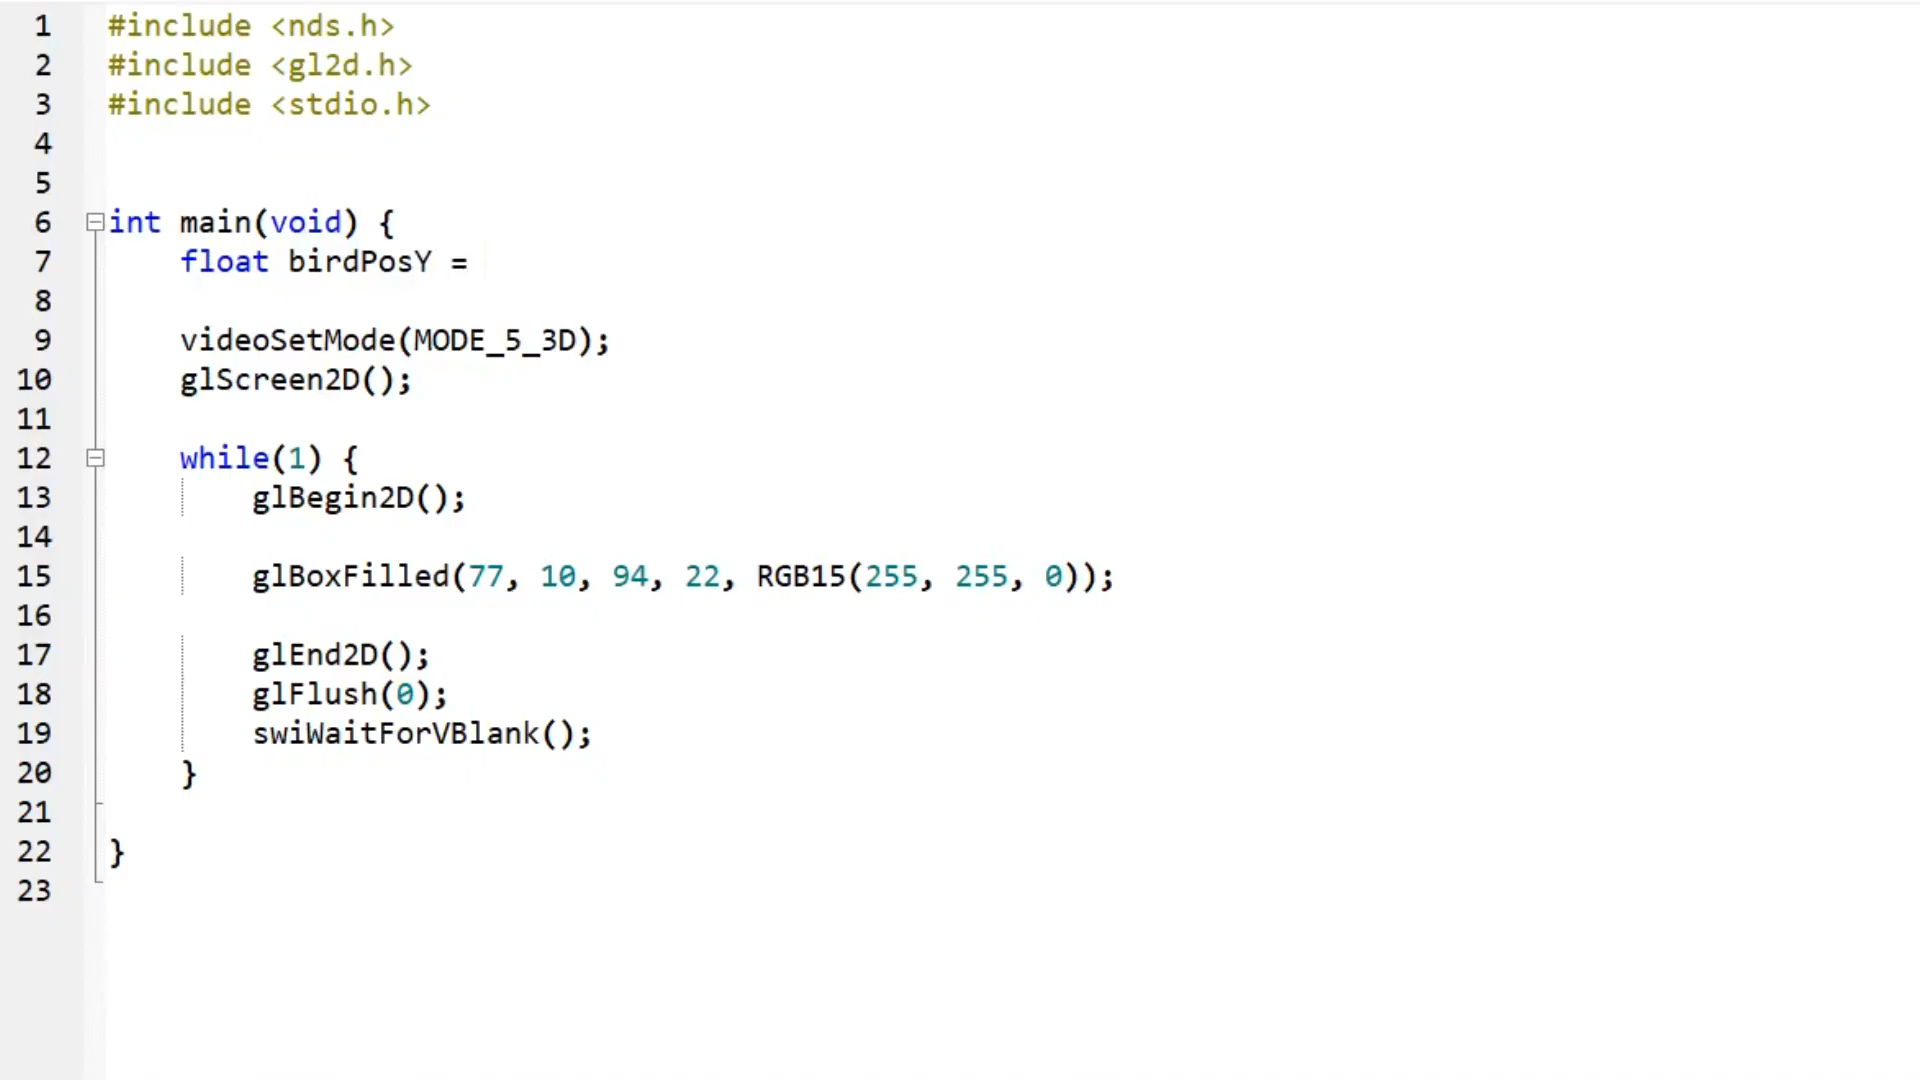 1 #include <nds.h>
2 #include <gl2d.h>
3 #include <stdio.h>
4
5
6 int main(void) {
7     float birdPosY =
8
9     videoSetMode(MODE_5_3D);
10     glScreen2D();
11
12     while(1) {
13         glBegin2D();
14
15         glBoxFilled(77, 10, 94, 22, RGB15(255, 255, 0));
16
17         glEnd2D();
18         glFlush(0);
19         swiWaitForVBlank();
20     }
21
22 }
23